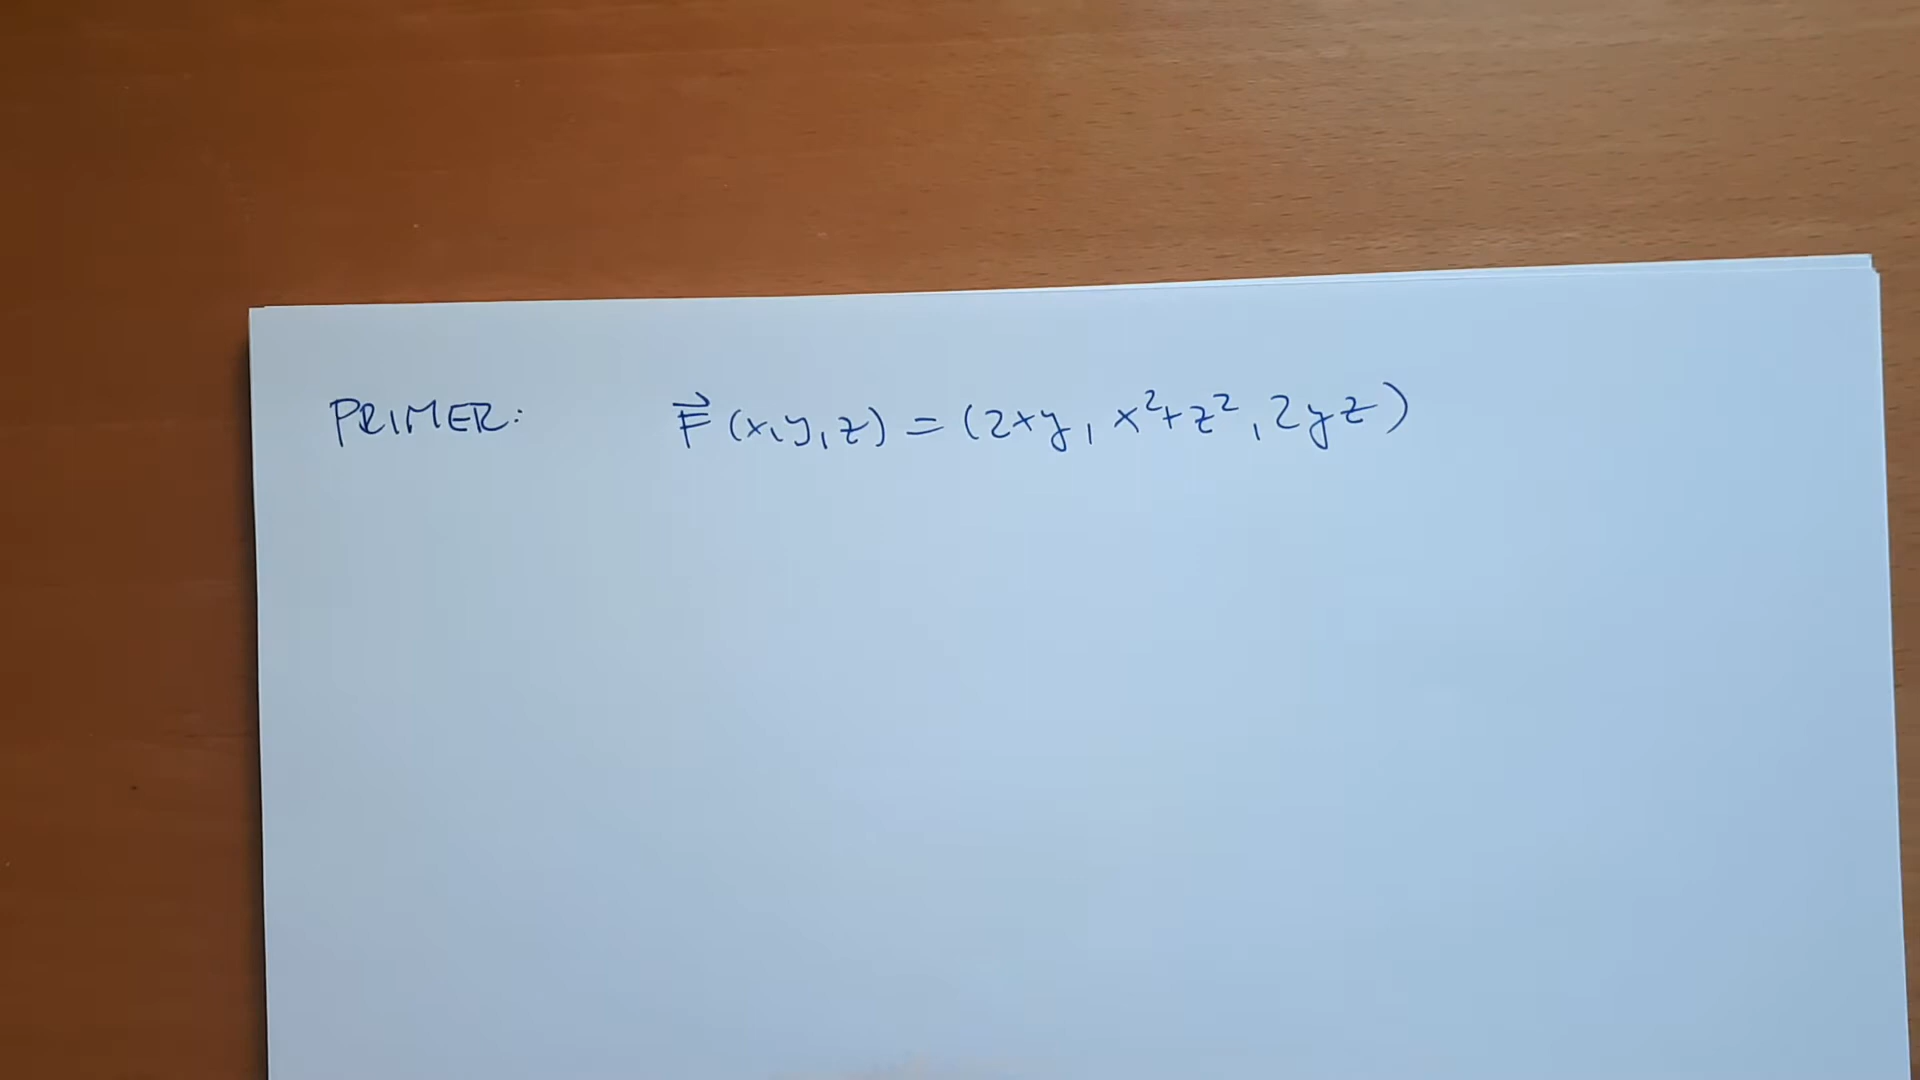 PRIMER: F⃗(x,y,z) = (2xy, x²+z², 2yz)